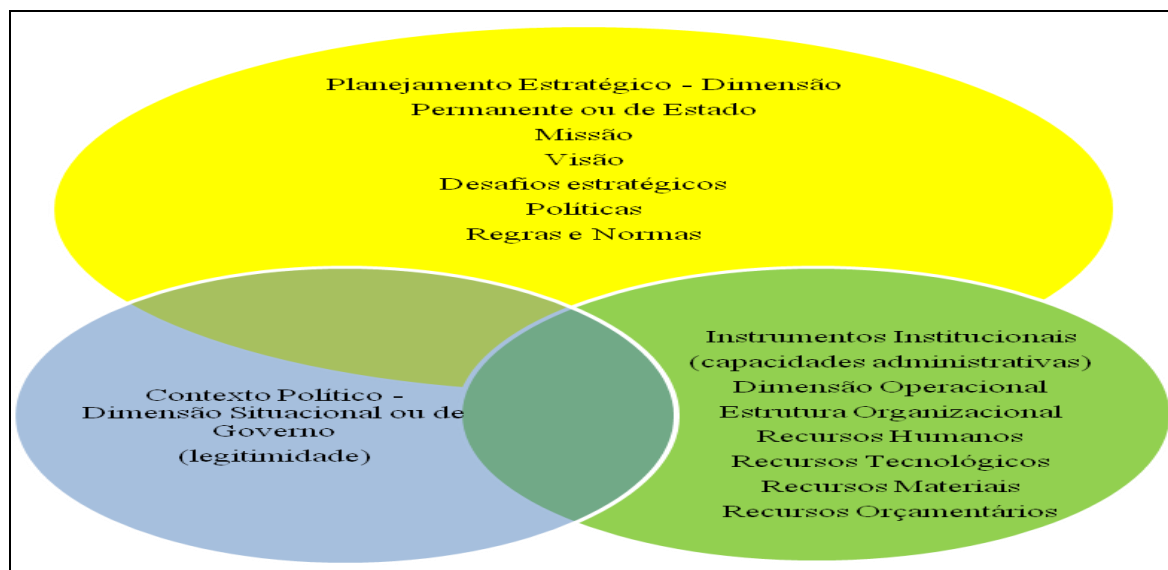 Planejamento Estratégico - Dimensão
Permanente ou de Estado
Missão
Visão
Desafios estratégicos
Políticas
Regras e Normas
Contexto Político -
Dimensão Situacional ou de
Governo
(legitimidade)
Instrumentos Institucionais
(capacidades administrativas)
Dimensão Operacional
Estrutura Organizacional
Recursos Humanos
Recursos Tecnológicos
Recursos Materiais
Recursos Orçamentários